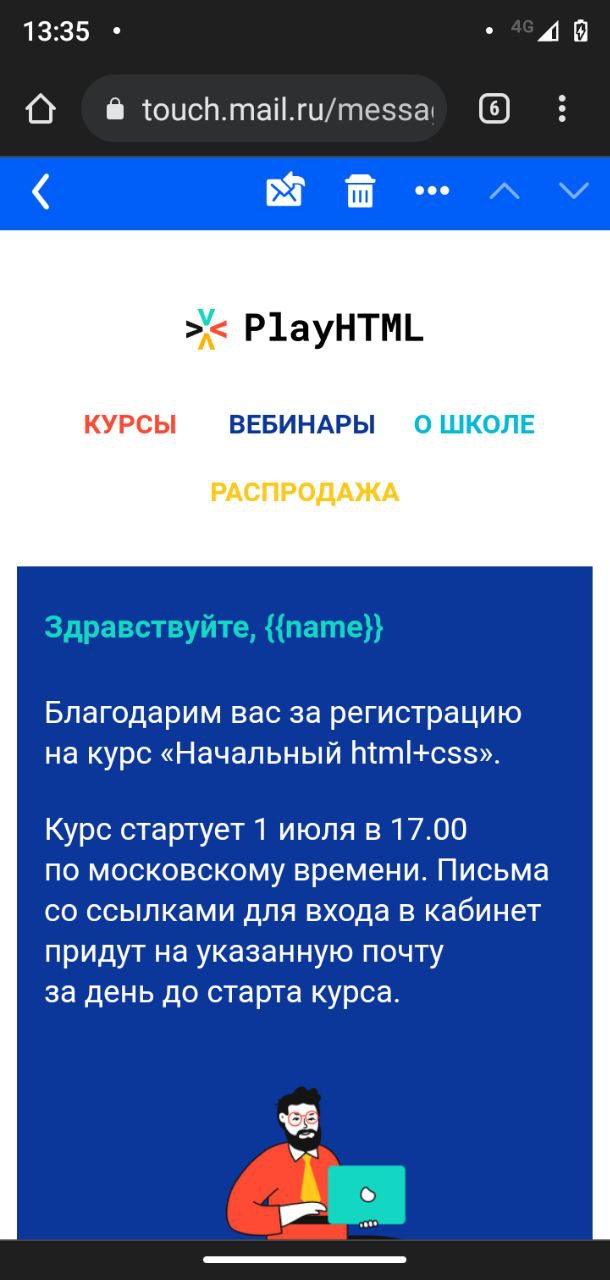 13:35
4G
touch.mail.ru/messa
6
PlayHTML
КУРСЫ ВЕБИНАРЫ О ШКОЛЕ
РАСПРОДАЖА
Здравствуйте, {{name}}
Благодарим вас за регистрацию
на курс «Начальный html+css».
Курс стартует 1 июля в 17.00
по московскому времени. Письма
со ссылками для входа в кабинет
придут на указанную почту
за день до старта курса.